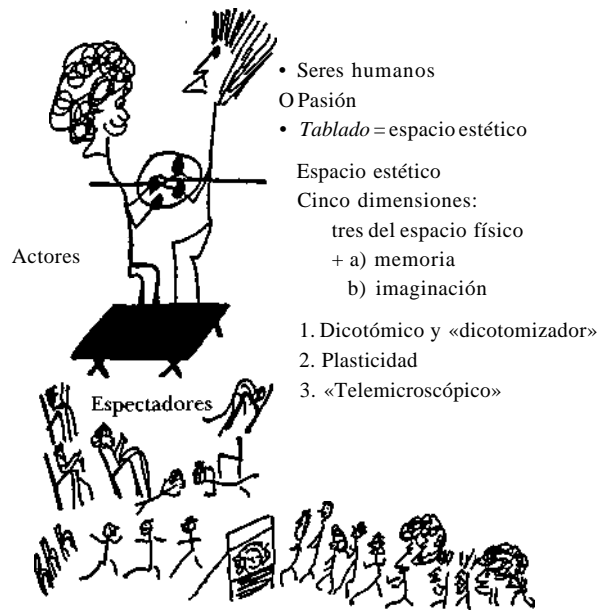 • Seres humanos
O Pasión
• Tablado = espacio estético
Espacio estético
Cinco dimensiones:
tres del espacio físico
+ a) memoria
b) imaginación
Actores
1. Dicotómico y «dicotomizador»
2. Plasticidad
3. «Telemicroscópico»
Espectadores